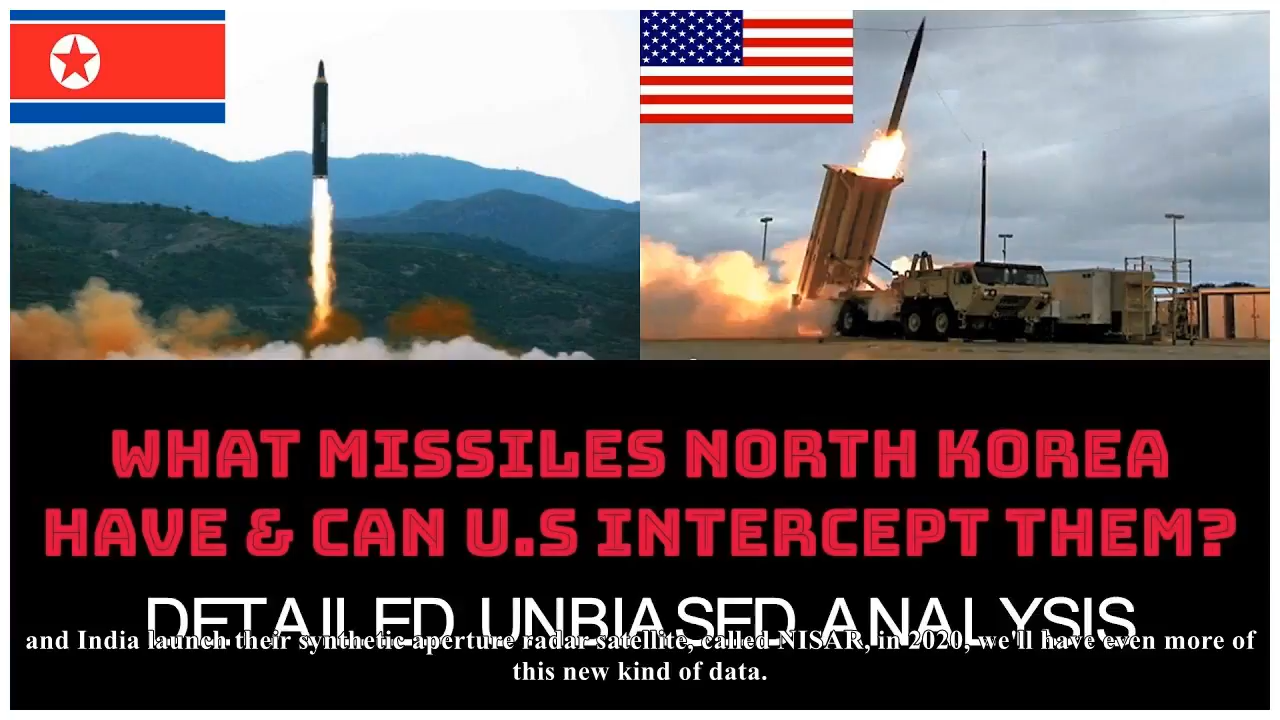 WHAT MISSILES NORTH KOREA
HAVE & CAN U.S INTERCEPT THEM?
DETAILED UNBIASED ANALYSIS
and India launch their synthetic aperture radar satellite, called NISAR, in 2020, we'll have even more of
this new kind of data.